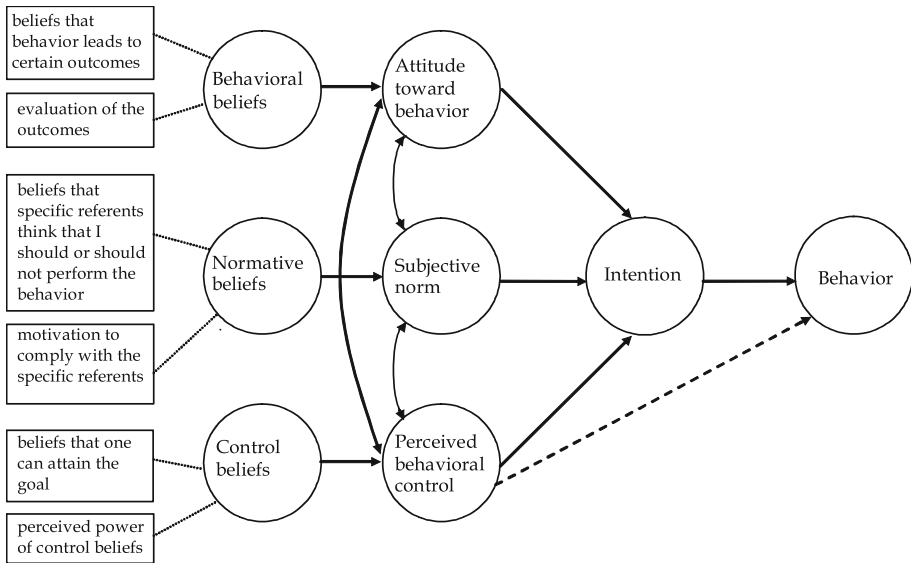 beliefs that
behavior leads to
certain outcomes
evaluation of the
outcomes
Behavioral
beliefs
Attitude
toward
behavior
beliefs that
specific referents
think that I
should or should
not perform the
behavior
motivation to
comply with the
specific referents
Normative
beliefs
Subjective
norm
Intention
Behavior
beliefs that one
can attain the
goal
perceived power
of control beliefs
Control
beliefs
Perceived
behavioral
control